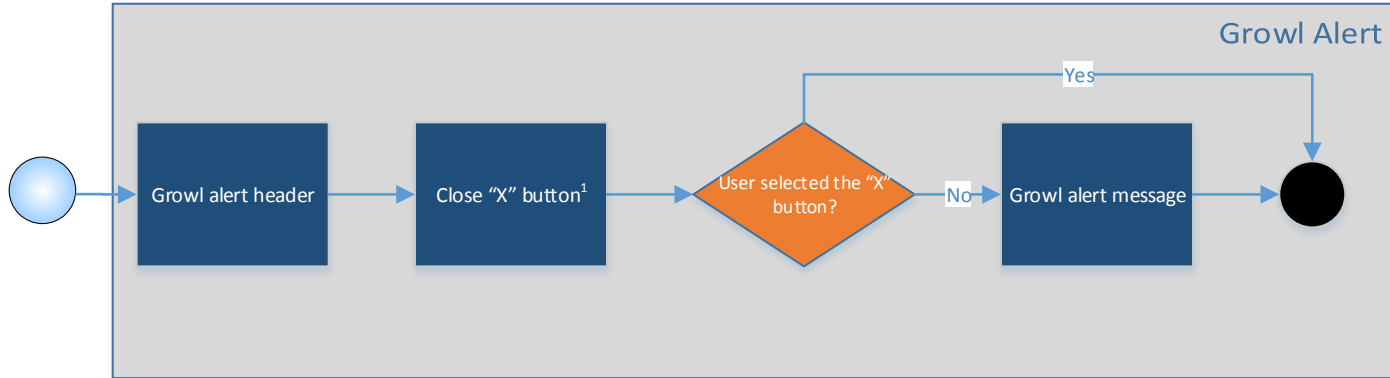 Growl Alert
Yes
Growl alert header
Close “X” button¹
User selected the “X”
button?
No
Growl alert message